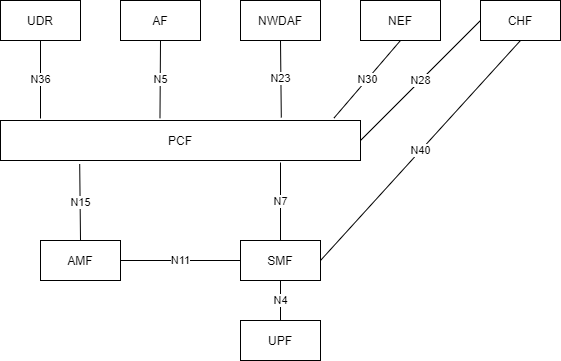 UDR
AF
NWDAF
NEF
CHF
N36
N5
N23
N30
N28
PCF
N40
N15
N7
AMF
N11
SMF
N4
UPF